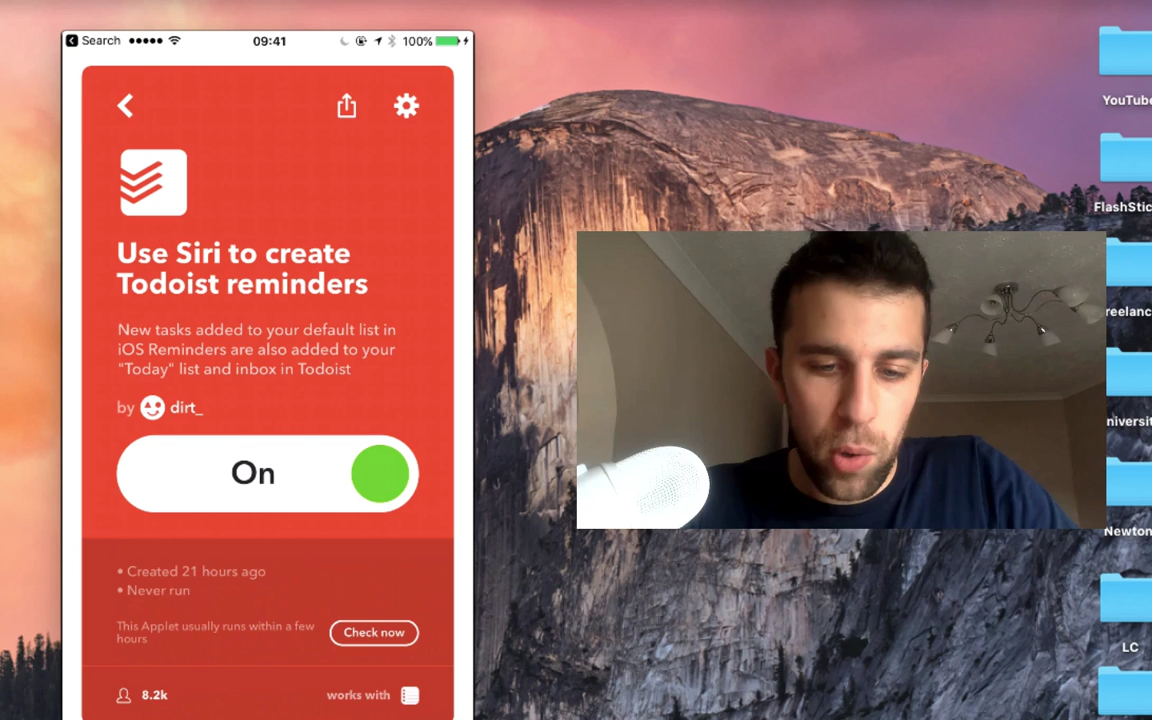 Search
09:41
100%
Use Siri to create
Todoist reminders
New tasks added to your default list in
iOS Reminders are also added to your
"Today" list and inbox in Todoist
by dirt_
On
• Created 21 hours ago
• Never run
This Applet usually runs within a few
hours
Check now
8.2k
works with
YouTube
FlashStic
reelanc
niversit
Newton
LC